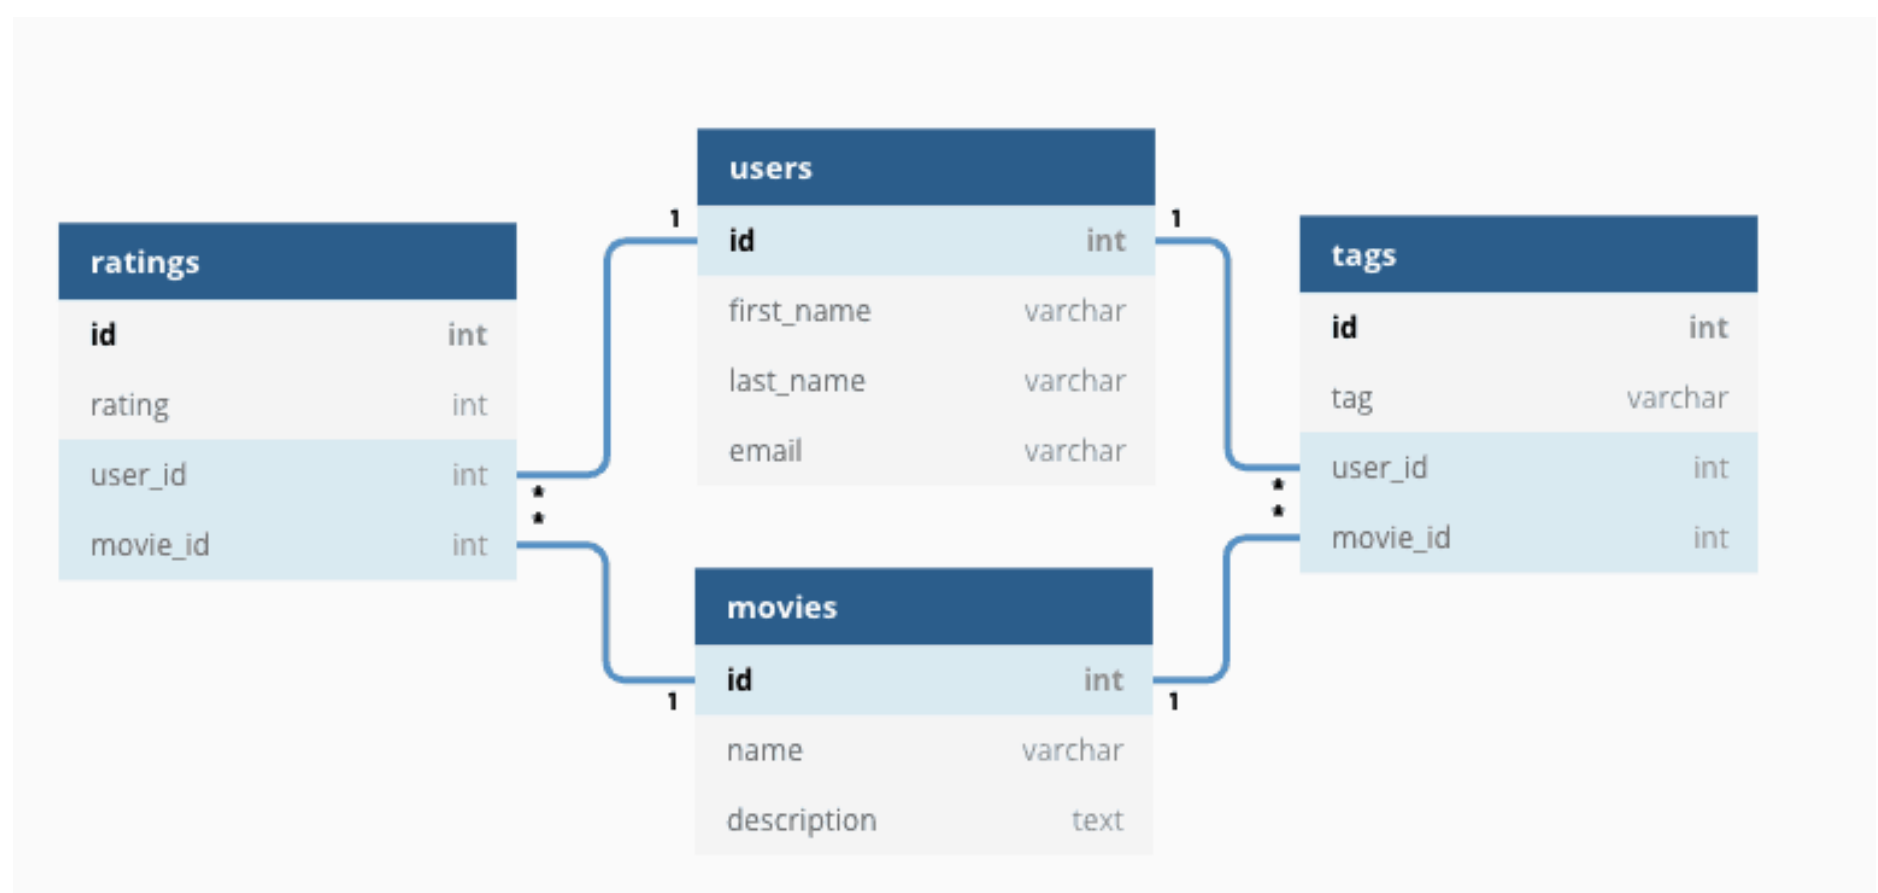 users
1
id int
1
first_name varchar
last_name varchar
email varchar
ratings
id int
rating int
user_id int
*
*
movie_id int
tags
id int
tag varchar
user_id int
*
*
movie_id int
movies
1
id int
1
name varchar
description text